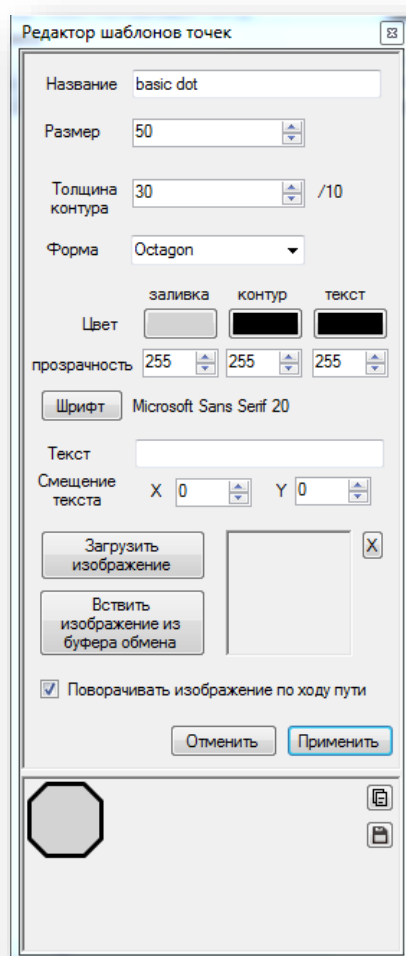 Редактор шаблонов точек
Название basic dot
Размер 50
Толщина
контура 30 /10
Форма Octagon
заливка контур текст
Цвет
прозрачность 255 255 255
Шрифт Microsoft Sans Serif 20
Текст
Смещение
текста X 0 Y 0
Загрузить
изображение
X
Вствить
изображение из
буфера обмена
Поворачивать изображение по ходу пути
Отменить Применить